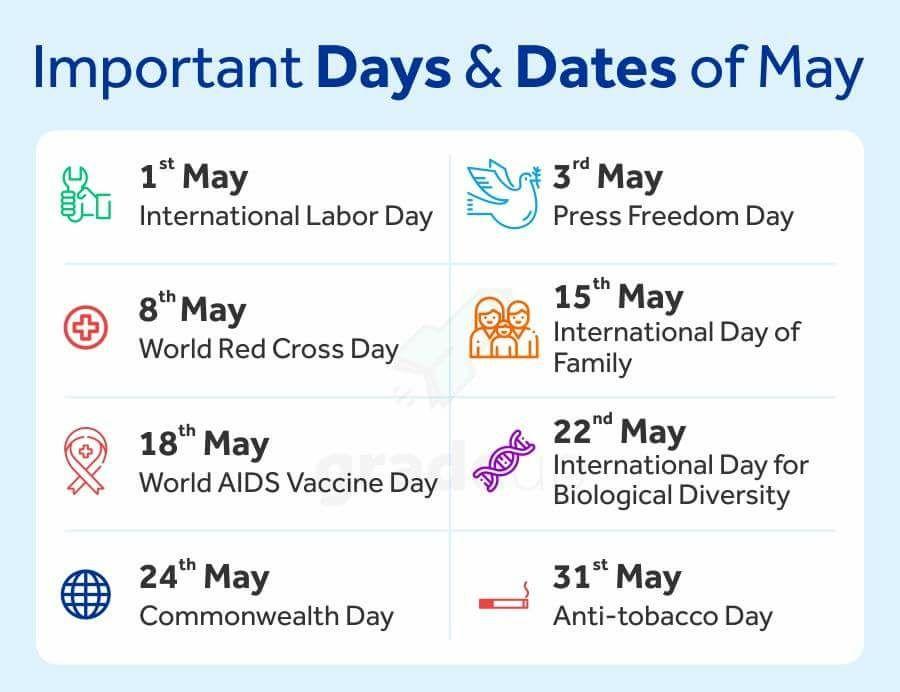 Important Days & Dates of May
1st May
International Labor Day
3rd May
Press Freedom Day
8th May
World Red Cross Day
15th May
International Day of
Family
18th May
World AIDS Vaccine Day
22nd May
International Day for
Biological Diversity
24th May
Commonwealth Day
31st May
Anti-tobacco Day
gradeup